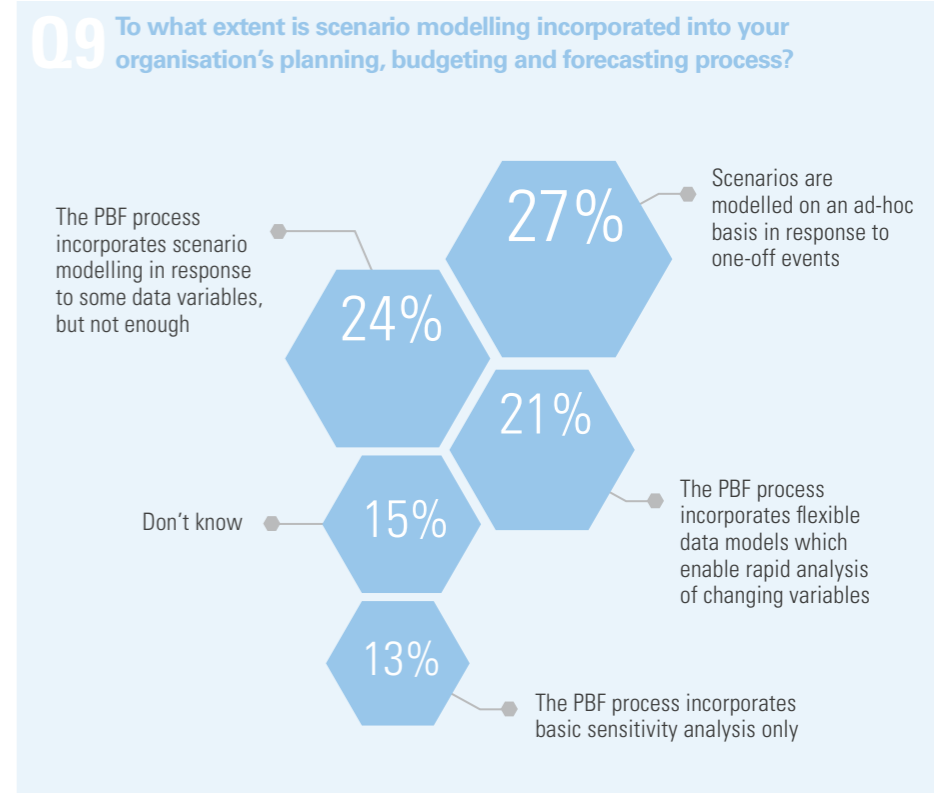 Q9 To what extent is scenario modelling incorporated into your
organisation's planning, budgeting and forecasting process?
27%
Scenarios are
modelled on an ad-hoc
basis in response to
one-off events
The PBF process
incorporates scenario
modelling in response
to some data variables,
but not enough
24%
21%
The PBF process
incorporates flexible
data models which
enable rapid analysis
of changing variables
Don't know
15%
13%
The PBF process incorporates
basic sensitivity analysis only